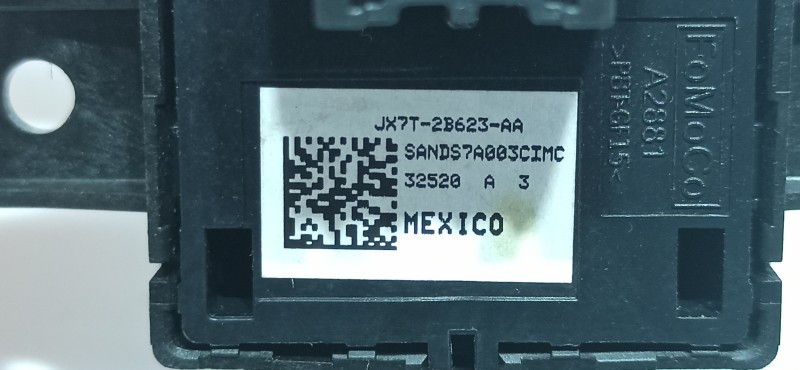 JX7T-2B623-AA
SANDS7A003CIMC
32520 A 3
MEXICO
FoMoCo
A2881
>PBT-GF15<